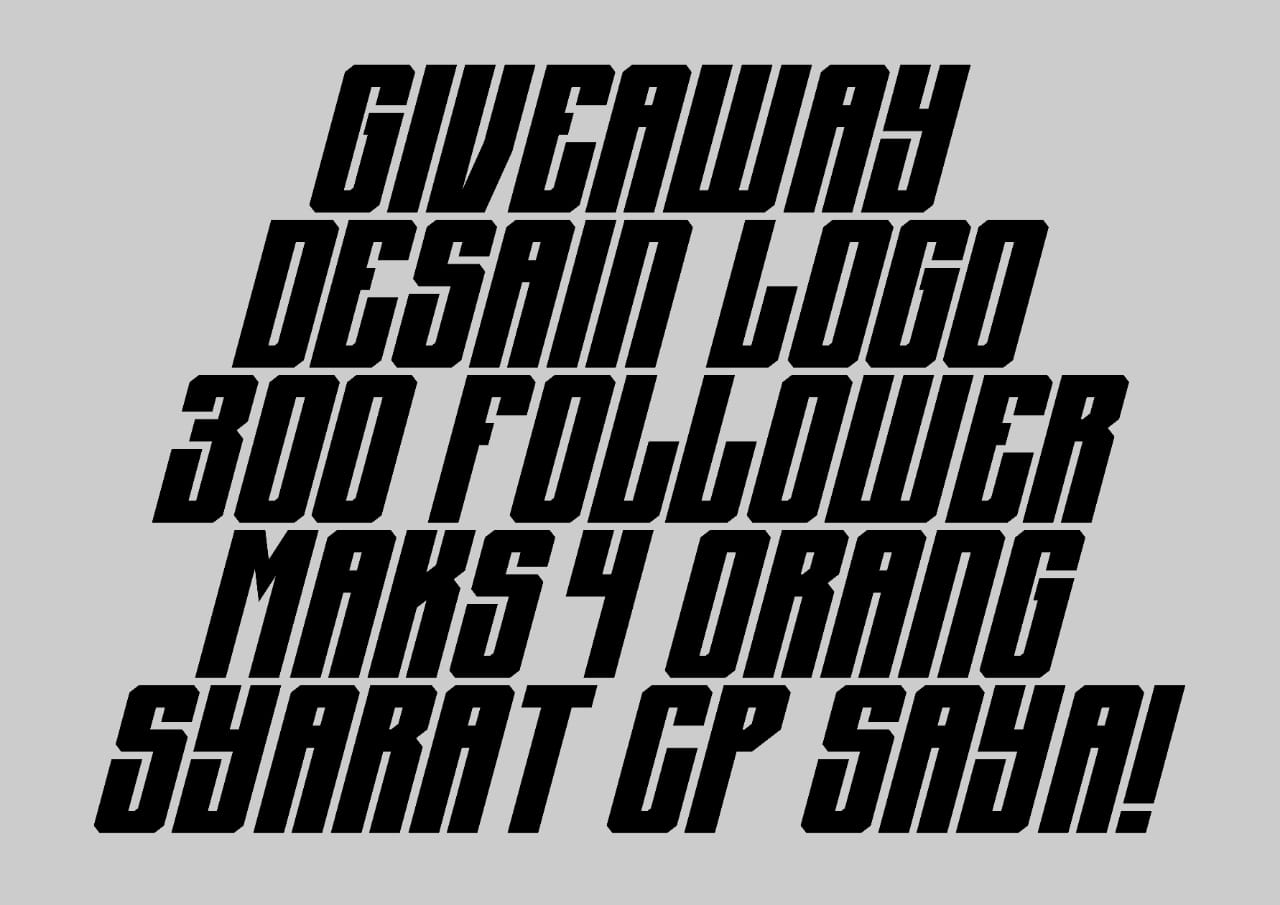 GIVEAWAY
DESAIN LOGO
300 FOLLOWER
MAKS 4 ORANG
SYARAT CP SAYA!